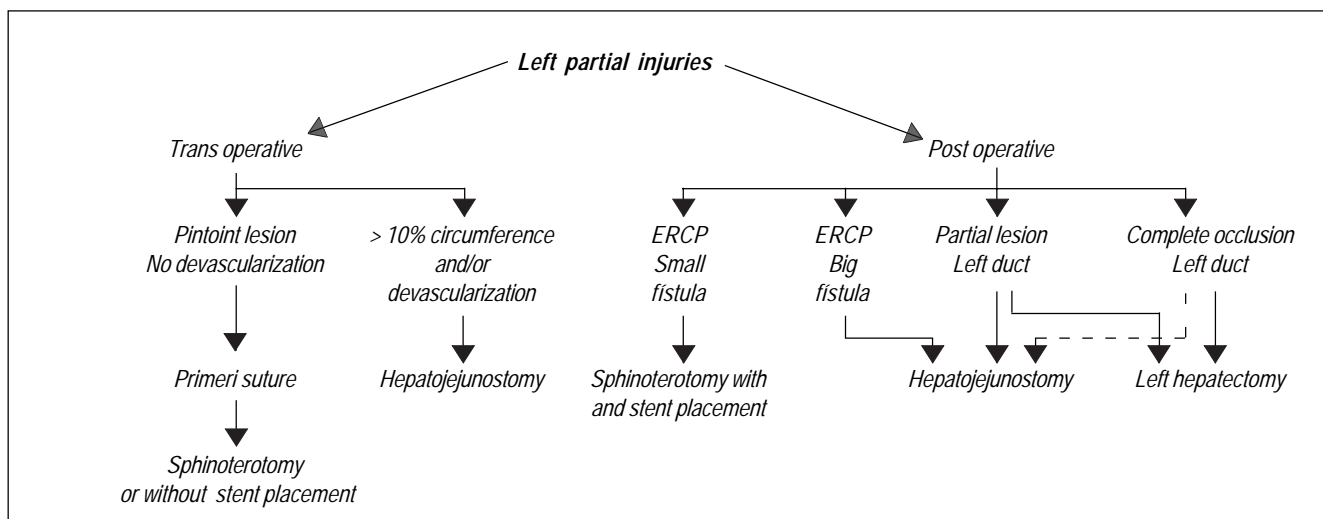 Left partial injuries
Trans operative
Post operative
Pintoint lesion
No devascularization
> 10% circumference
and/or
devascularization
ERCP
Small
fístula
ERCP
Big
fístula
Partial lesion
Left duct
Complete occlusion
Left duct
Primeri suture
Hepatojejunostomy
Sphinoterotomy with
and stent placement
Hepatojejunostomy
Left hepatectomy
Sphinoterotomy
or without stent placement